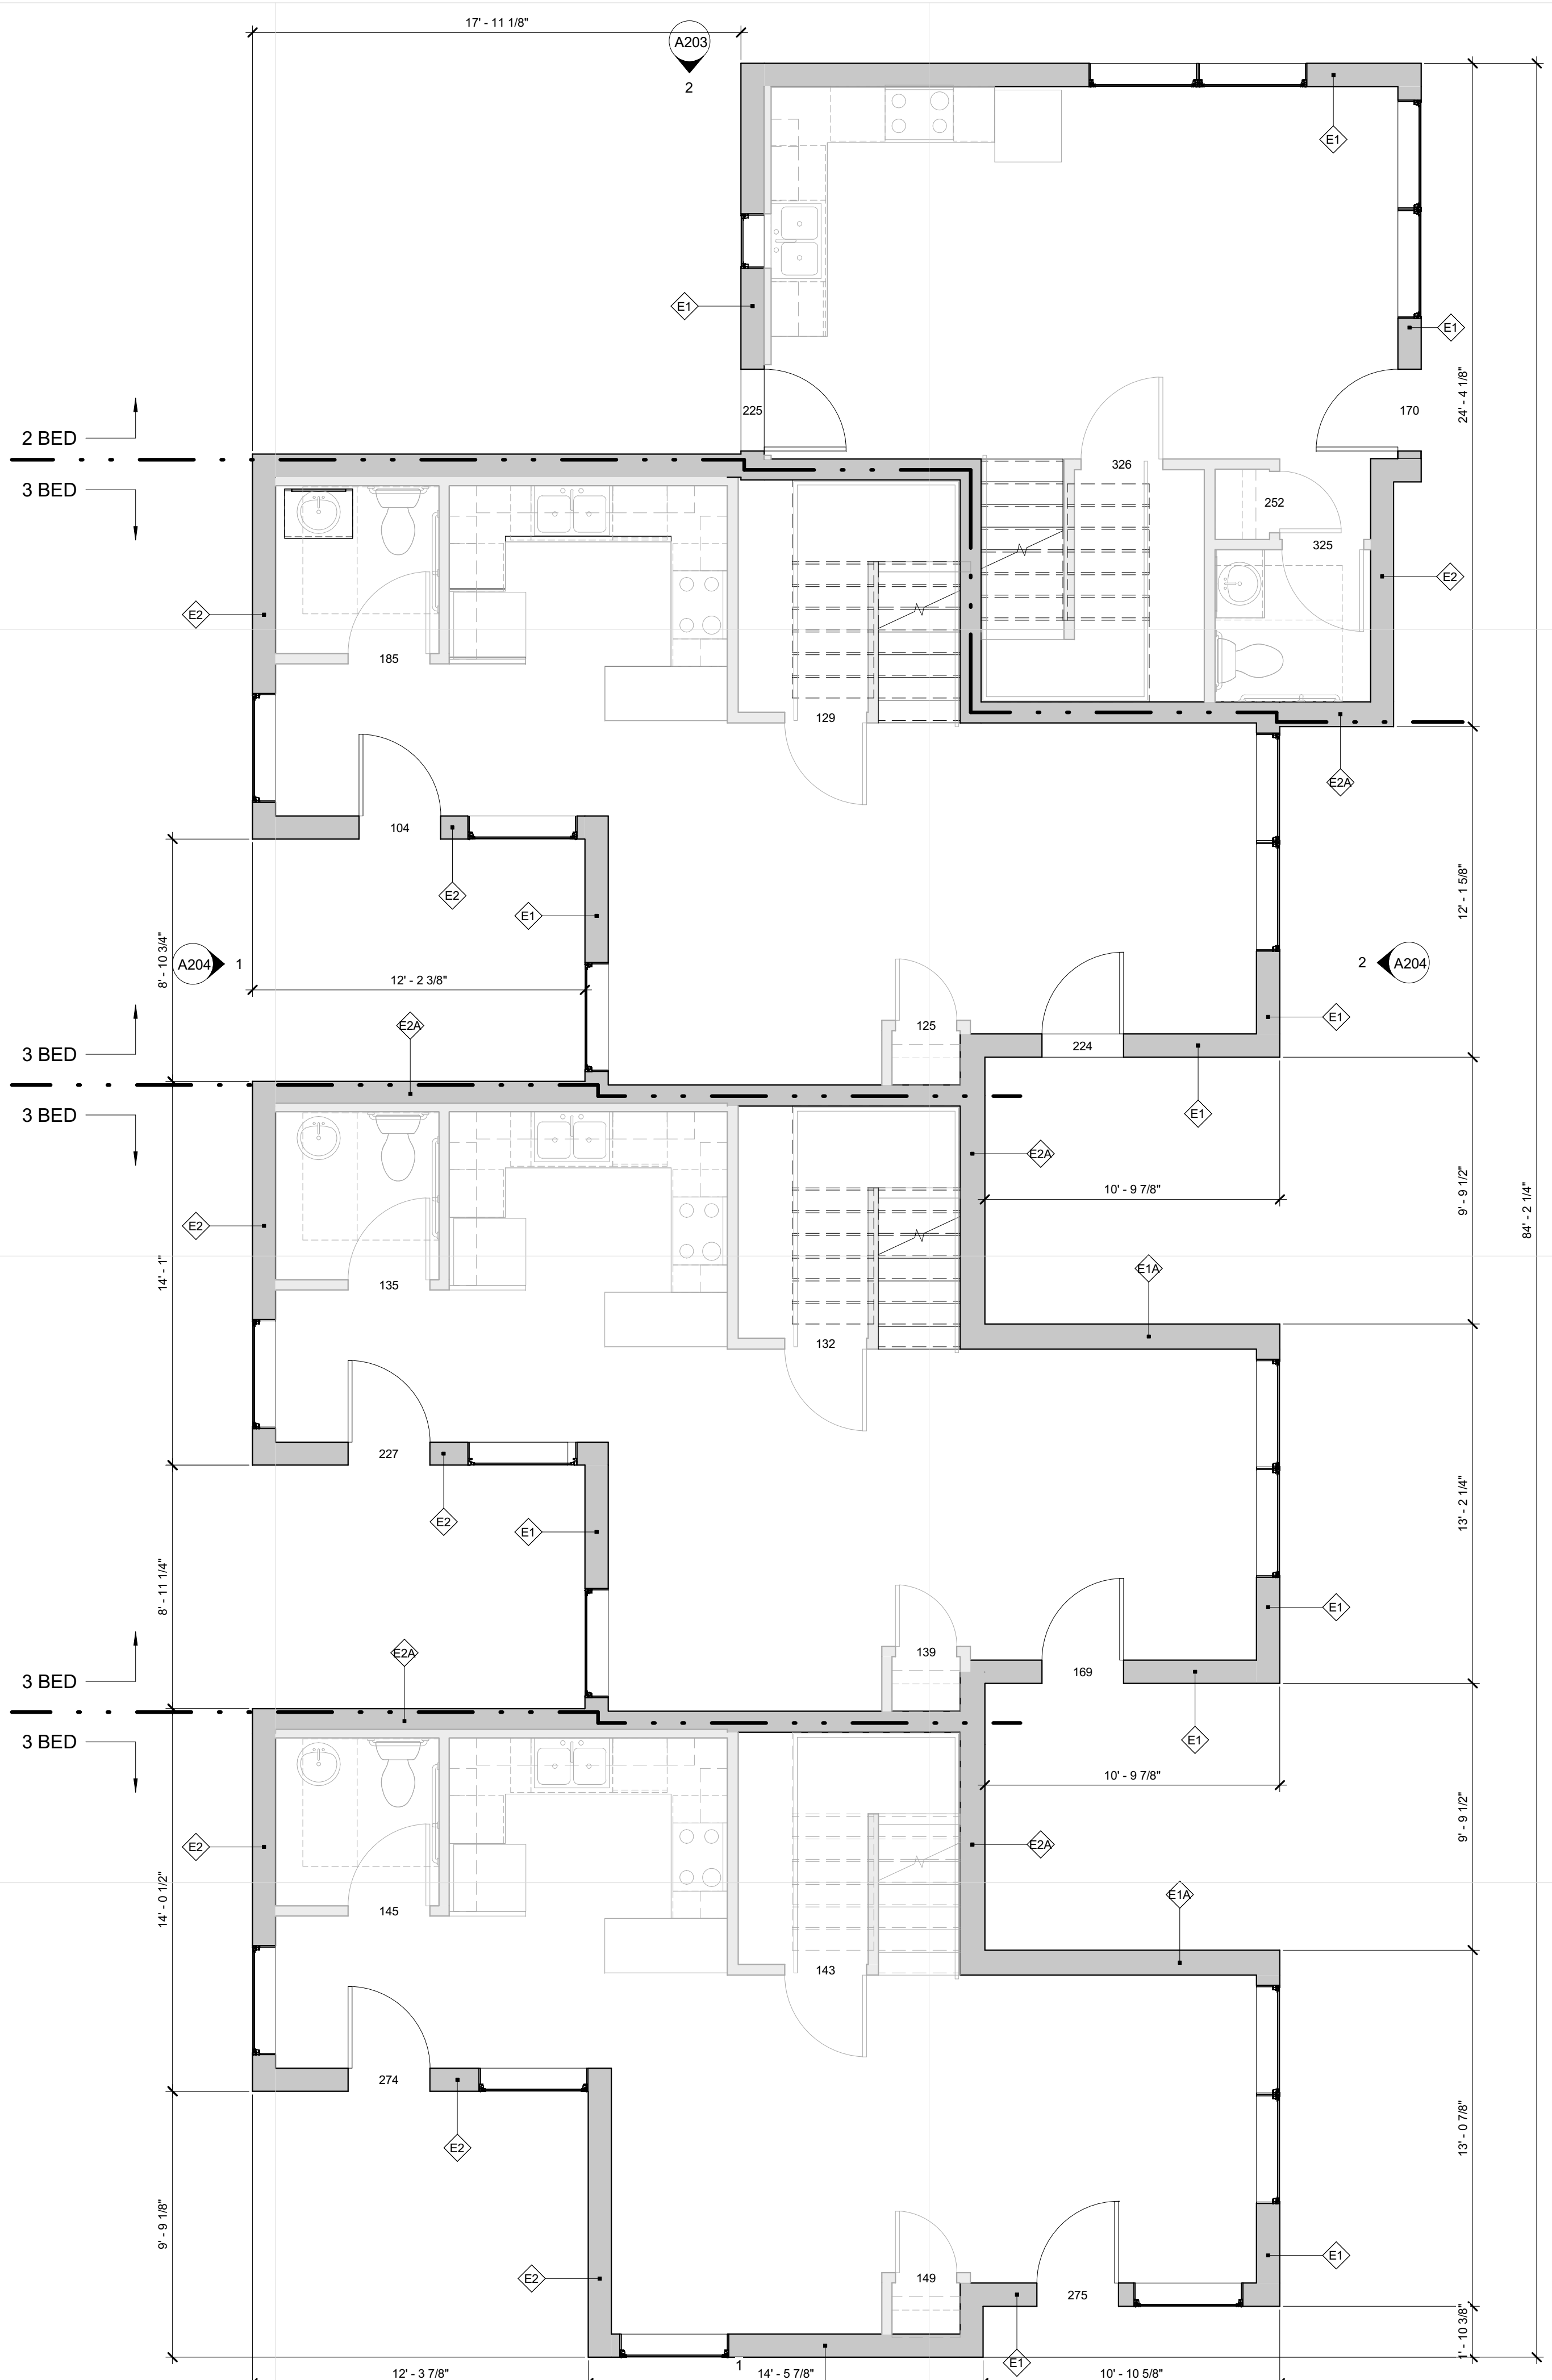 17' - 11 1/8"
A203
2
E1
E1
E1
225
170
24' - 4 1/8"
2 BED
3 BED
326
252
325
E2
E2
185
129
E2A
104
E2
E1
12' - 1 5/8"
8' - 10 3/4"
A204
1
2
A204
12' - 2 3/8"
E2A
125
E1
224
3 BED
3 BED
E1
E2A
10' - 9 7/8"
9' - 9 1/2"
84' - 2 1/4"
E2
E1A
14' - 1"
135
132
227
E2
E1
13' - 2 1/4"
8' - 11 1/4"
E1
E2A
139
169
3 BED
3 BED
E1
10' - 9 7/8"
9' - 9 1/2"
E2
E2A
E1A
14' - 0 1/2"
145
143
274
E2
13' - 0 7/8"
9' - 9 1/8"
E1
E2
149
275
1' - 10 3/8"
E1
1
12' - 3 7/8"
14' - 5 7/8"
10' - 10 5/8"